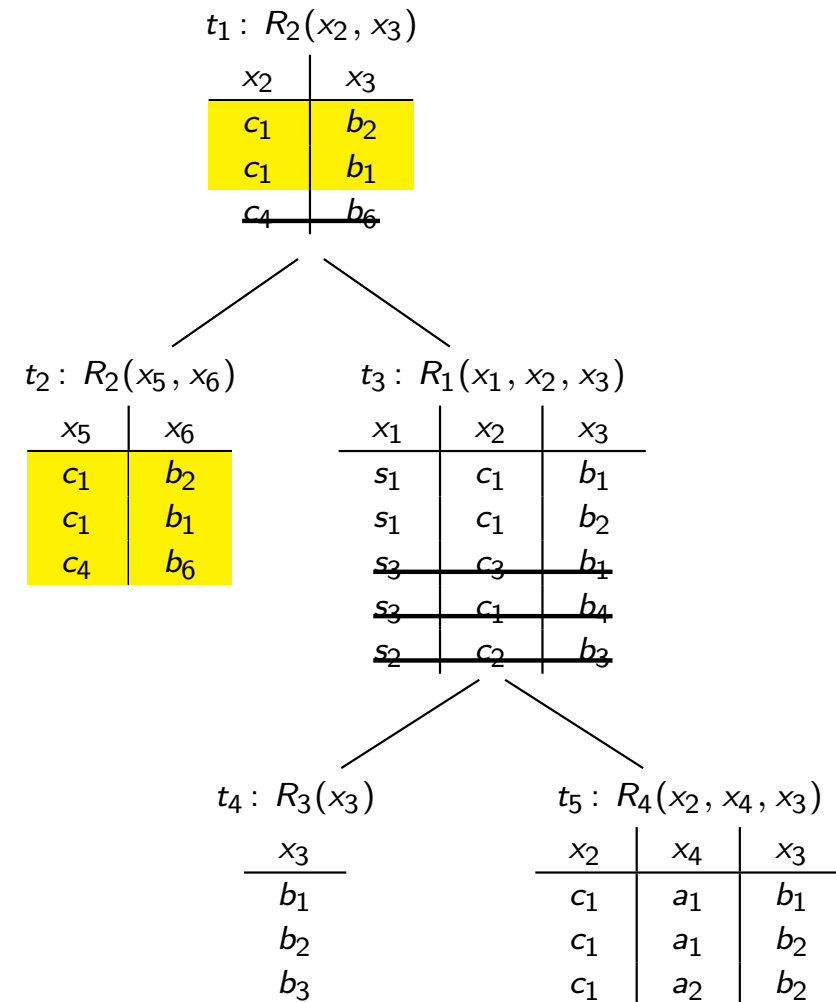 t₁ : R₂(x₂, x₃)
x₂ x₃
c₁ b₂
c₁ b₁
c₄ b₆
t₂ : R₂(x₅, x₆)
x₅ x₆
c₁ b₂
c₁ b₁
c₄ b₆
t₃ : R₁(x₁, x₂, x₃)
x₁ x₂ x₃
s₁ c₁ b₁
s₁ c₁ b₂
s₃ c₃ b₁
s₃ c₁ b₄
s₂ c₂ b₃
t₄ : R₃(x₃)
x₃
b₁
b₂
b₃
t₅ : R₄(x₂, x₄, x₃)
x₂ x₄ x₃
c₁ a₁ b₁
c₁ a₁ b₂
c₁ a₂ b₂